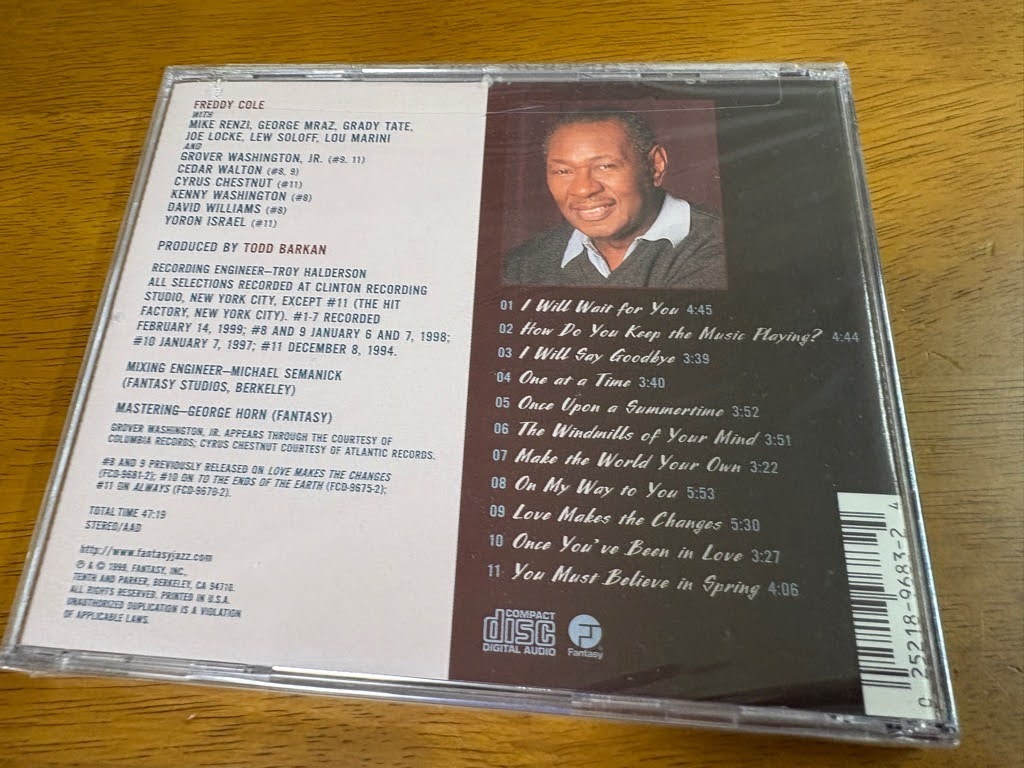 FREDDY COLE
WITH
MIKE RENZI, GEORGE MRAZ, GRADY TATE,
JOE LOCKE, LEW SOLOFF, LOU MARINI
AND
GROVER WASHINGTON, JR. (#9, 11)
CEDAR WALTON (#8, 9)
CYRUS CHESTNUT (#11)
KENNY WASHINGTON (#8)
DAVID WILLIAMS (#8)
YORON ISRAEL (#11)
PRODUCED BY TODD BARKAN
RECORDING ENGINEER—TROY HALDERSON
ALL SELECTIONS RECORDED AT CLINTON RECORDING
STUDIO, NEW YORK CITY, EXCEPT #11 (THE HIT
FACTORY, NEW YORK CITY). #1-7 RECORDED
FEBRUARY 14, 1999; #8 AND 9 JANUARY 6 AND 7, 1998;
#10 JANUARY 7, 1997; #11 DECEMBER 8, 1994.
MIXING ENGINEER—MICHAEL SEMANICK
(FANTASY STUDIOS, BERKELEY)
MASTERING—GEORGE HORN (FANTASY)
GROVER WASHINGTON, JR. APPEARS THROUGH THE COURTESY OF
COLUMBIA RECORDS; CYRUS CHESTNUT COURTESY OF ATLANTIC RECORDS.
#8 AND 9 PREVIOUSLY RELEASED ON LOVE MAKES THE CHANGES
(FCD-9681-2); #10 ON TO THE ENDS OF THE EARTH (FCD-9675-2);
#11 ON ALWAYS (FCD-9670-2).
TOTAL TIME 47:19
STEREO/AAD
http://www.fantasyjazz.com
℗ & © 1999, FANTASY, INC.,
TENTH AND PARKER, BERKELEY, CA 94710.
ALL RIGHTS RESERVED. PRINTED IN U.S.A.
UNAUTHORIZED DUPLICATION IS A VIOLATION
OF APPLICABLE LAWS.
01 I Will Wait for You 4:45
02 How Do You Keep the Music Playing? 4:44
03 I Will Say Goodbye 3:39
04 One at a Time 3:40
05 Once Upon a Summertime 3:52
06 The Windmills of Your Mind 3:51
07 Make the World Your Own 3:22
08 On My Way to You 5:53
09 Love Makes the Changes 5:30
10 Once You've Been in Love 3:27
11 You Must Believe in Spring 4:06
COMPACT
disc
DIGITAL AUDIO
Fantasy
0 25218-9683-2 4